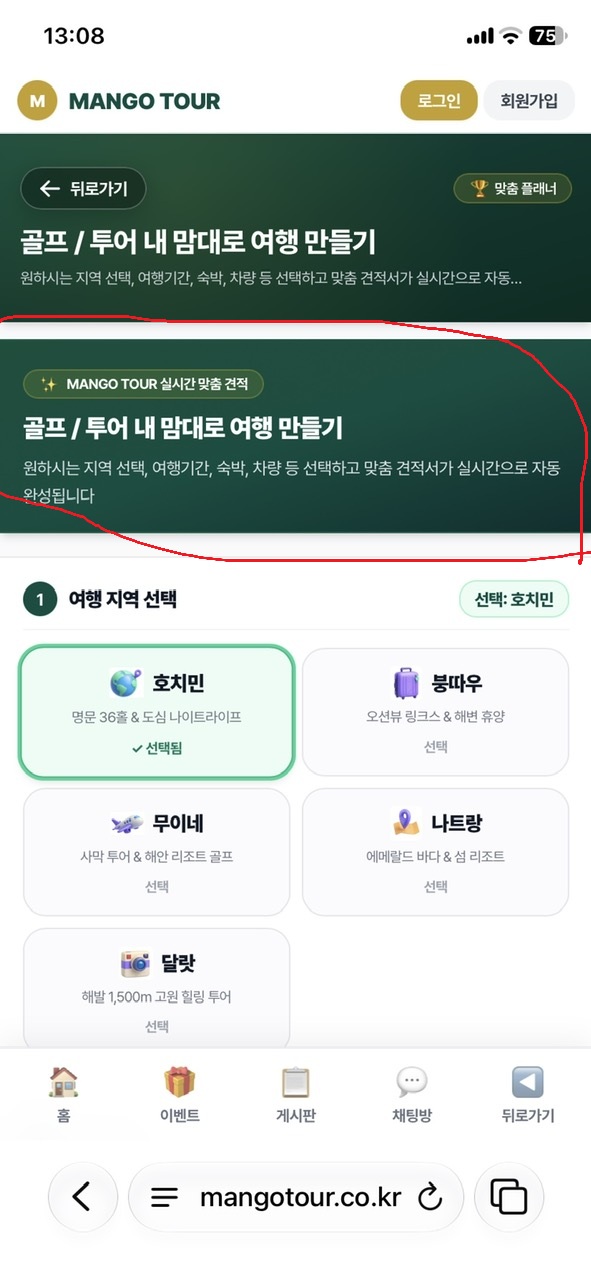 13:08
75
M MANGO TOUR
로그인
회원가입
← 뒤로가기
맞춤 플래너
골프 / 투어 내 맘대로 여행 만들기
원하시는 지역 선택, 여행기간, 숙박, 차량 등 선택하고 맞춤 견적서가 실시간으로 자동...
MANGO TOUR 실시간 맞춤 견적
골프 / 투어 내 맘대로 여행 만들기
원하시는 지역 선택, 여행기간, 숙박, 차량 등 선택하고 맞춤 견적서가 실시간으로 자동
완성됩니다
1 여행 지역 선택
선택: 호치민
호치민
명문 36홀 & 도심 나이트라이프
✓ 선택됨
붕따우
오션뷰 링크스 & 해변 휴양
선택
무이네
사막 투어 & 해안 리조트 골프
선택
나트랑
에메랄드 바다 & 섬 리조트
선택
달랏
해발 1,500m 고원 힐링 투어
선택
홈
이벤트
게시판
채팅방
뒤로가기
mangotour.co.kr